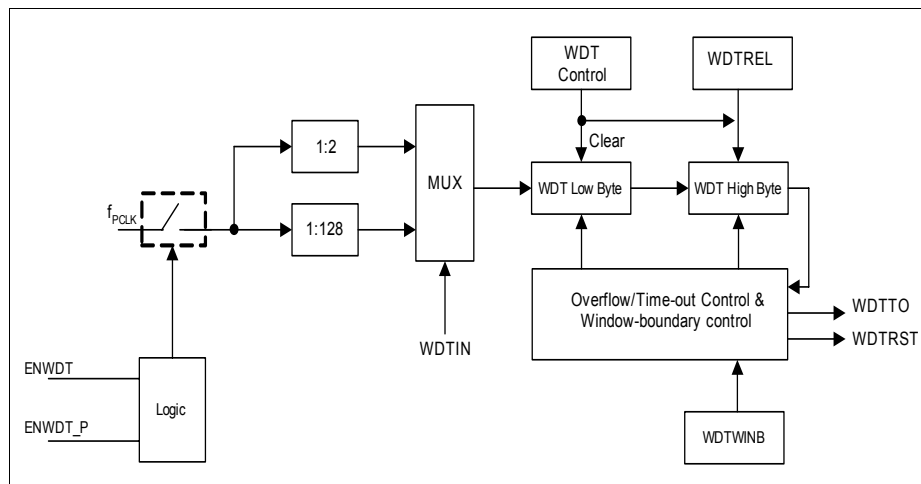 WDT
Control
WDTREL
1:2
Clear
MUX
WDT Low Byte
WDT High Byte
fPCLK
1:128
Overflow/Time-out Control &
Window-boundary control
WDTTO
WDTRST
WDTIN
ENWDT
Logic
ENWDT_P
WDTWINB